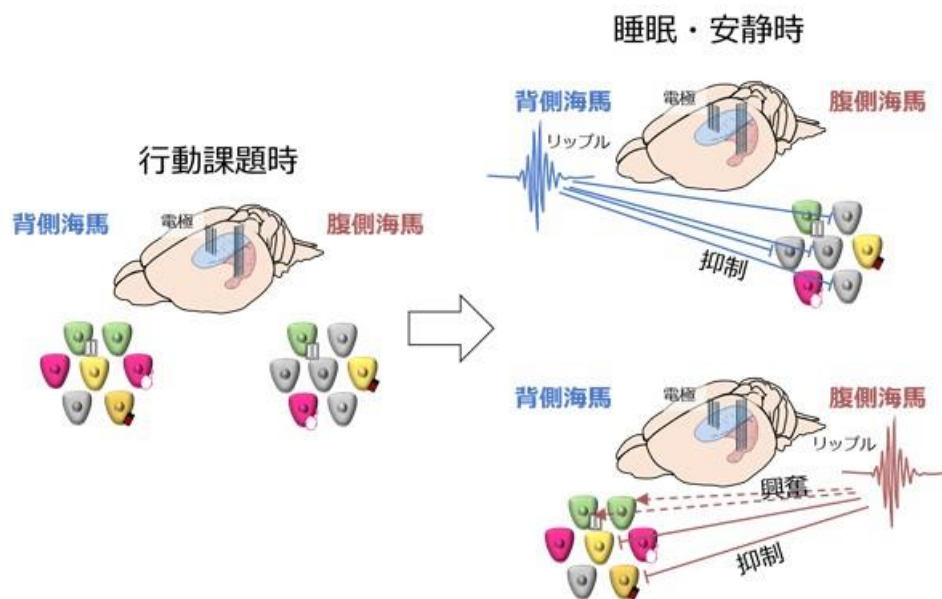 行動課題時
背側海馬
電極
腹側海馬
睡眠・安静時
背側海馬
電極
腹側海馬
リップル
抑制
背側海馬
電極
腹側海馬
リップル
興奮
抑制